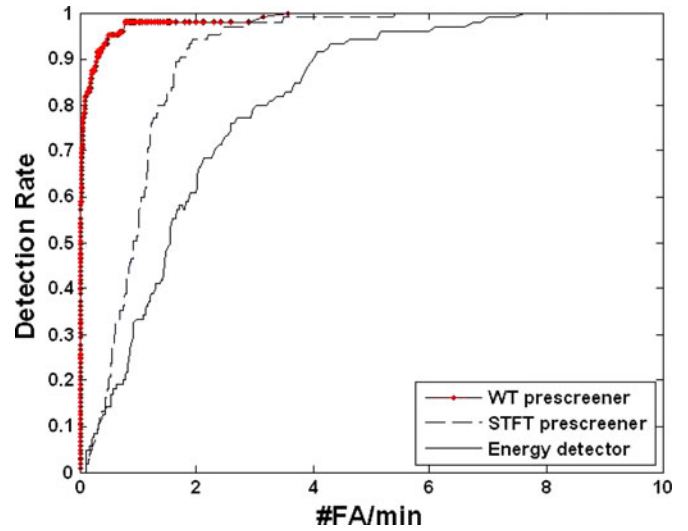 1
0.9
0.8
0.7
0.6
0.5
0.4
0.3
0.2
0.1
0
Detection Rate
0 2 4 6 8 10
#FA/min
WT prescreener
STFT prescreener
Energy detector